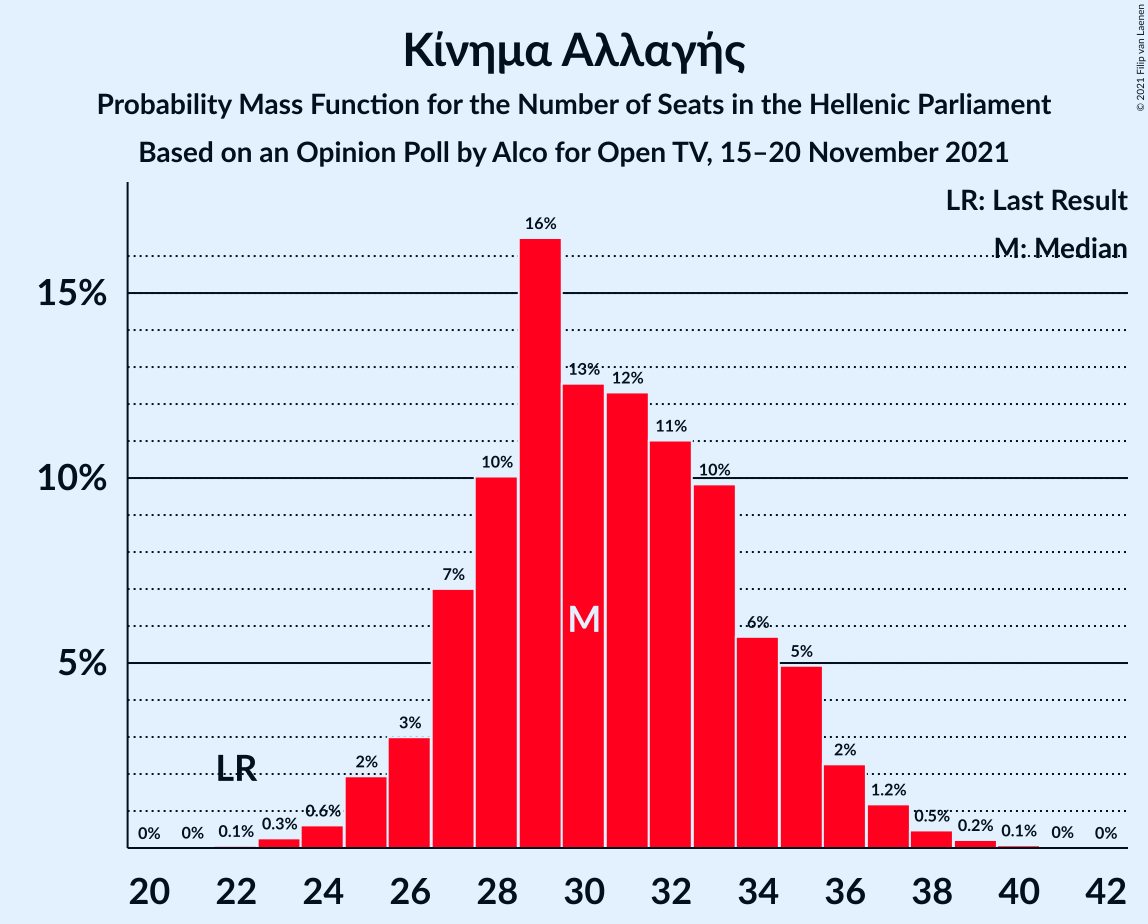 Κίνημα Αλλαγής
Probability Mass Function for the Number of Seats in the Hellenic Parliament
Based on an Opinion Poll by Alco for Open TV, 15–20 November 2021
© 2021 Filip van Laenen
LR: Last Result
M: Median
15%
10%
5%
0%
0%
0.1%
0.3%
0.6%
2%
3%
7%
10%
16%
13%
12%
11%
10%
6%
5%
2%
1.2%
0.5%
0.2%
0.1%
0%
0%
LR
M
20 22 24 26 28 30 32 34 36 38 40 42